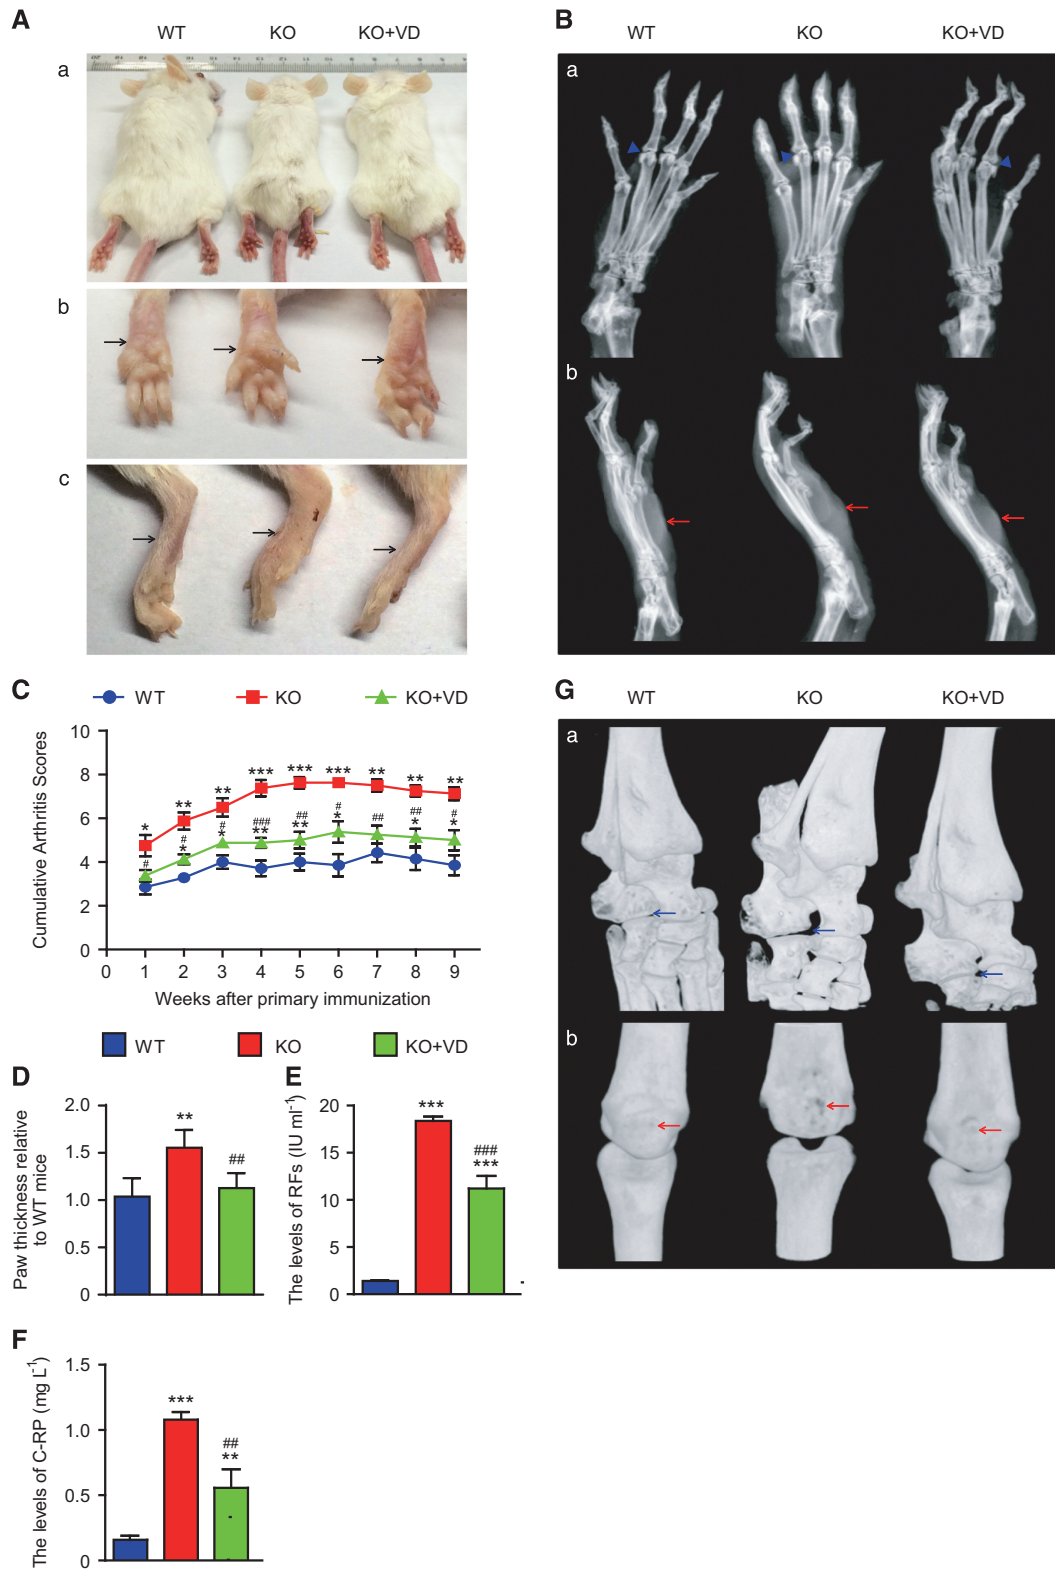 A
WT KO KO+VD
a
b
c
B
WT KO KO+VD
a
b
C
WT KO KO+VD
Cumulative Arthritis Scores
10
8
6
4
2
0
*
**
**
***
***
***
**
**
**
#
#
*
#
*
###
**
##
**
#
*
##
##
*
#
*
0 1 2 3 4 5 6 7 8 9
Weeks after primary immunization
WT KO KO+VD
D
Paw thickness relative
to WT mice
2.0
1.5
1.0
0.5
0
**
##
E
The levels of RFs (IU ml-1)
20
15
10
5
0
***
###
***
F
The levels of C-RP (mg L-1)
1.5
1.0
0.5
0
***
##
**
G
WT KO KO+VD
a
b